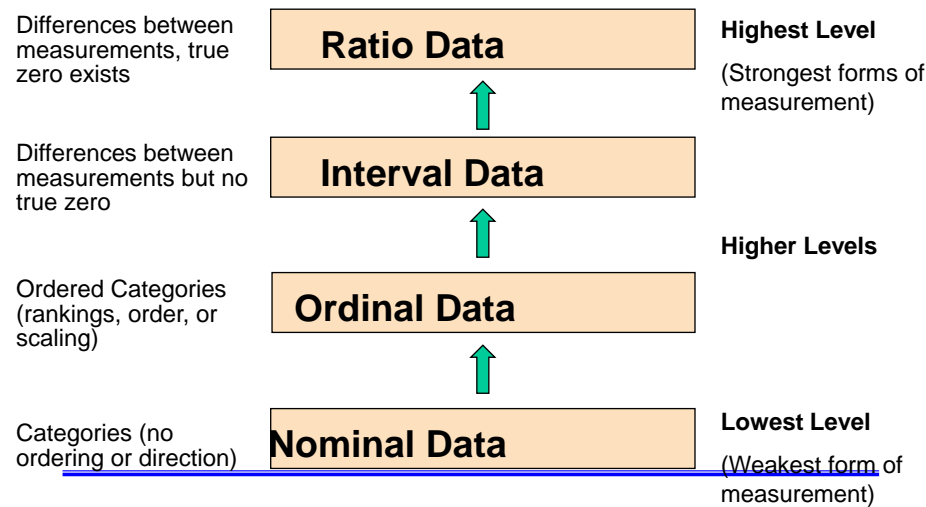 Differences between
measurements, true
zero exists
Ratio Data
Highest Level
(Strongest forms of
measurement)
Differences between
measurements but no
true zero
Interval Data
Higher Levels
Ordered Categories
(rankings, order, or
scaling)
Ordinal Data
Categories (no
ordering or direction)
Nominal Data
Lowest Level
(Weakest form of
measurement)